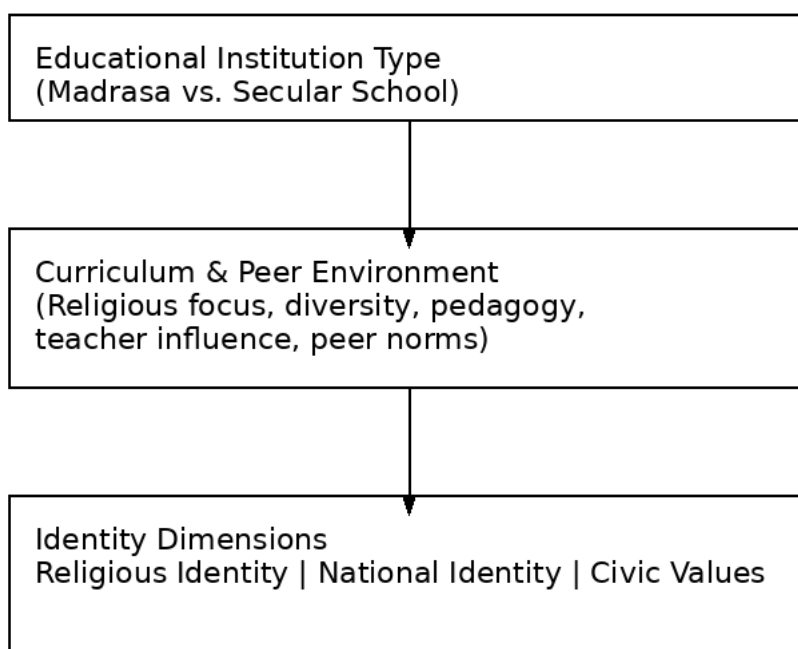 Educational Institution Type
(Madrasa vs. Secular School)
Curriculum & Peer Environment
(Religious focus, diversity, pedagogy,
teacher influence, peer norms)
Identity Dimensions
Religious Identity | National Identity | Civic Values